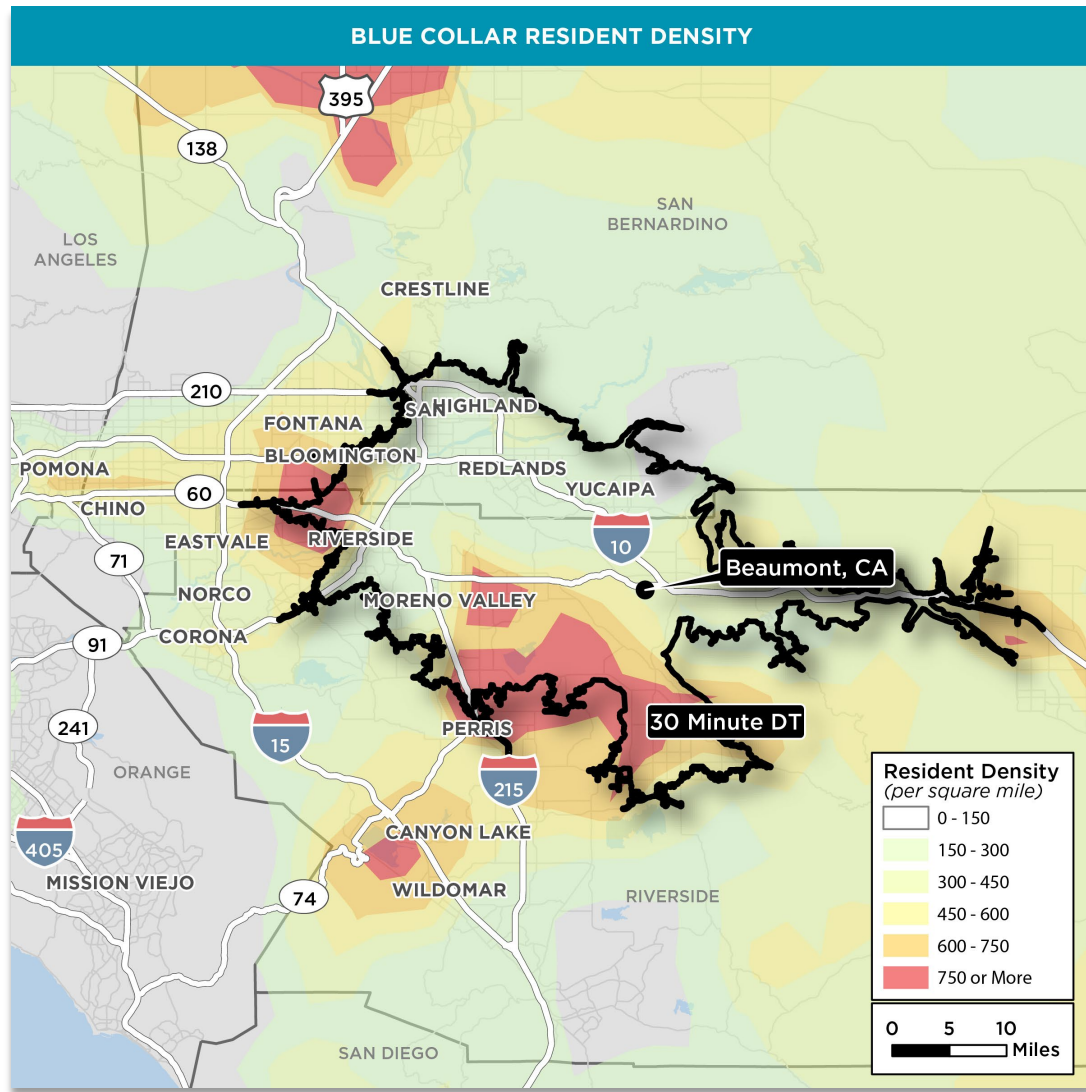 BLUE COLLAR RESIDENT DENSITY
395
138
SAN
BERNARDINO
LOS
ANGELES
CRESTLINE
210
SAN
HIGHLAND
FONTANA
BLOOMINGTON
POMONA
REDLANDS
60
YUCAIPA
CHINO
10
EASTVALE
RIVERSIDE
71
Beaumont, CA
NORCO
MORENO VALLEY
CORONA
91
241
30 Minute DT
PERRIS
15
ORANGE
215
405
CANYON LAKE
MISSION VIEJO
WILDOMAR
74
RIVERSIDE
SAN DIEGO
Resident Density
(per square mile)
0 - 150
150 - 300
300 - 450
450 - 600
600 - 750
750 or More
0 5 10
Miles